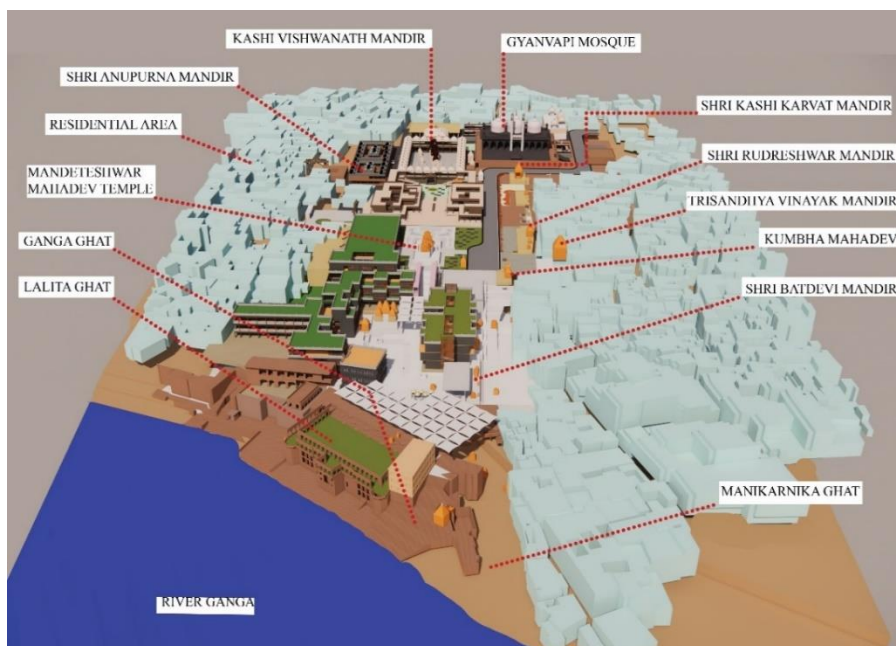 KASHI VISHWANATH MANDIR
GYANVAPI MOSQUE
SHRI ANUPURNA MANDIR
SHRI KASHI KARVAT MANDIR
RESIDENTIAL AREA
SHRI RUDRESHWAR MANDIR
MANDETESHWAR
MAHADEV TEMPLE
TRISANDHYA VINAYAK MANDIR
GANGA GHAT
KUMBHA MAHADEV
LALITA GHAT
SHRI BATDEVI MANDIR
MANIKARNIKA GHAT
RIVER GANGA